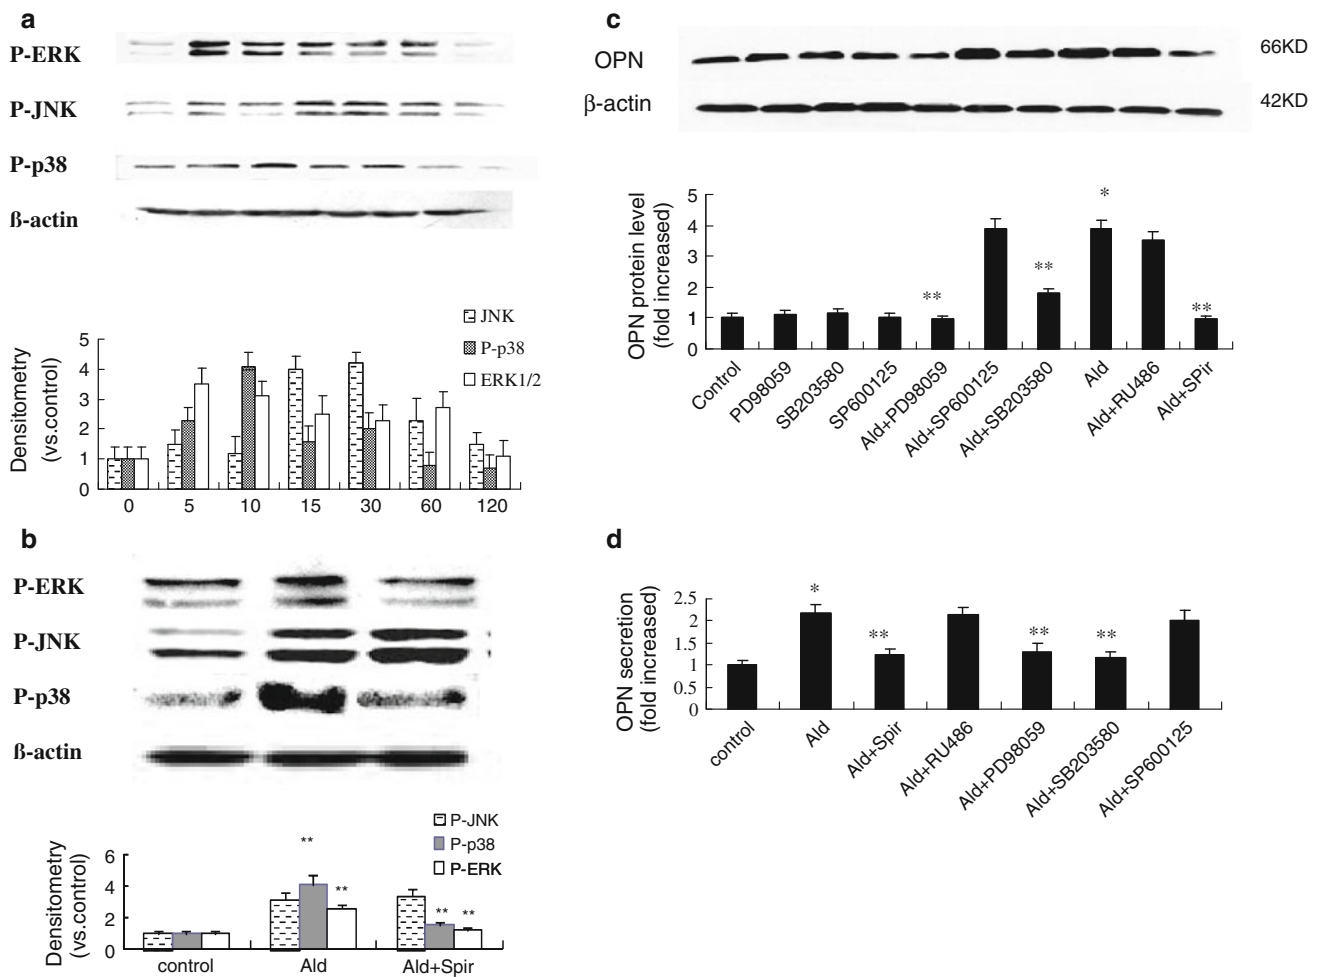 a
P-ERK
P-JNK
P-p38
ß-actin
JNK
P-p38
ERK1/2
Densitometry
(vs.control)
5
4
3
2
1
0
0 5 10 15 30 60 120
b
P-ERK
P-JNK
P-p38
ß-actin
P-JNK
P-p38
P-ERK
Densitometry
(vs.control)
6
4
2
0
**
**
**
**
control Ald Ald+Spir
c
OPN
66KD
β-actin
42KD
OPN protein level
(fold increased)
5
4
3
2
1
0
**
**
*
**
Control
PD98059
SB203580
SP600125
Ald+PD98059
Ald+SP600125
Ald+SB203580
Ald
Ald+RU486
Ald+SPir
d
OPN secretion
(fold increased)
2.5
2
1.5
1
0.5
0
*
**
**
**
control
Ald
Ald+Spir
Ald+RU486
Ald+PD98059
Ald+SB203580
Ald+SP600125